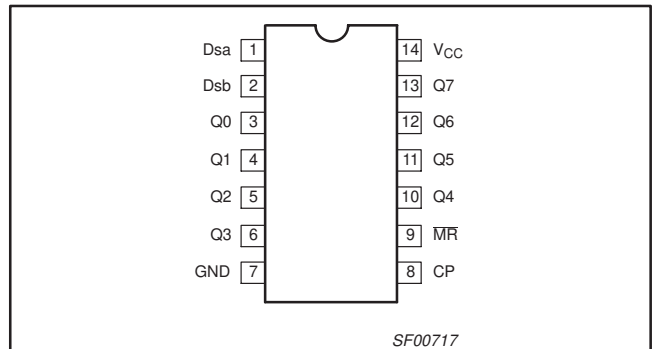 Dsa 1 14 VCC
Dsb 2 13 Q7
Q0 3 12 Q6
Q1 4 11 Q5
Q2 5 10 Q4
Q3 6 9 M̅R̅
GND 7 8 CP
SF00717